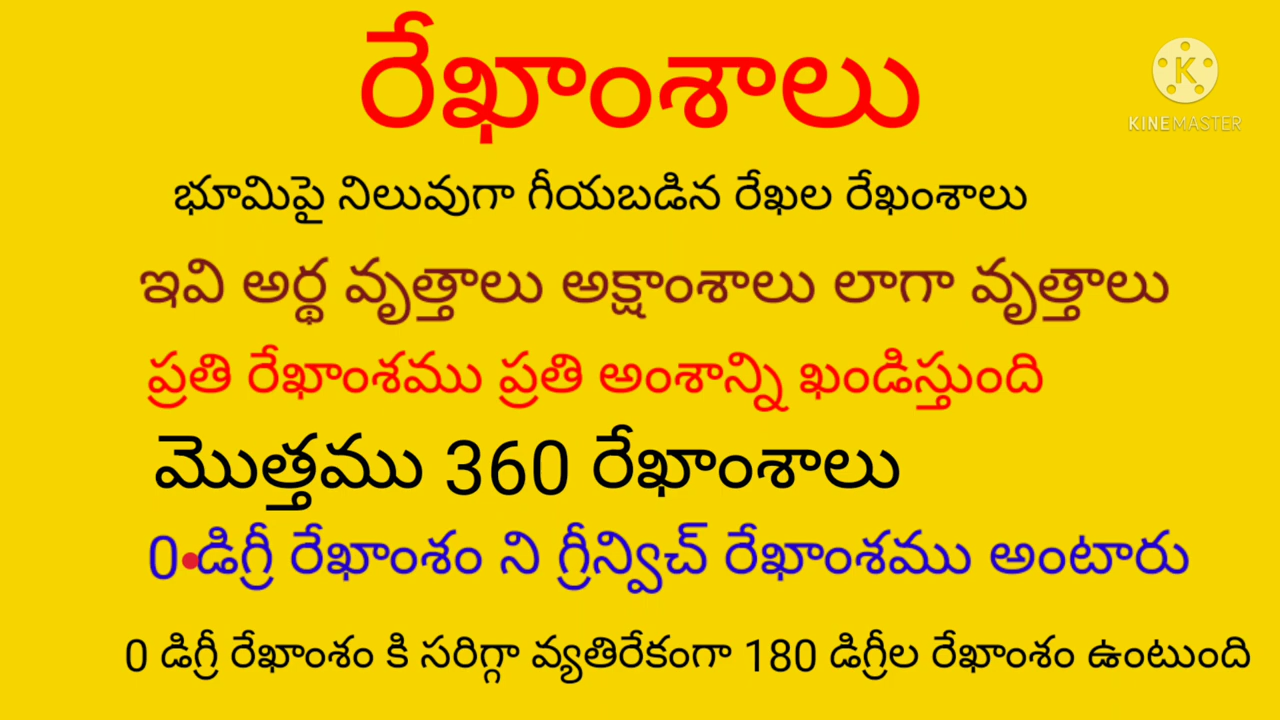 రేఖాంశాలు
KINEMASTER
భూమిపై నిలువుగా గీయబడిన రేఖల రేఖంశాలు
ఇవి అర్థ వృత్తాలు అక్షాంశాలు లాగా వృత్తాలు
ప్రతి రేఖాంశము ప్రతి అంశాన్ని ఖండిస్తుంది
మొత్తము 360 రేఖాంశాలు
0•డిగ్రీ రేఖాంశం ని గ్రీన్విచ్ రేఖాంశము అంటారు
0 డిగ్రీ రేఖాంశం కి సరిగ్గా వ్యతిరేకంగా 180 డిగ్రీల రేఖాంశం ఉంటుంది